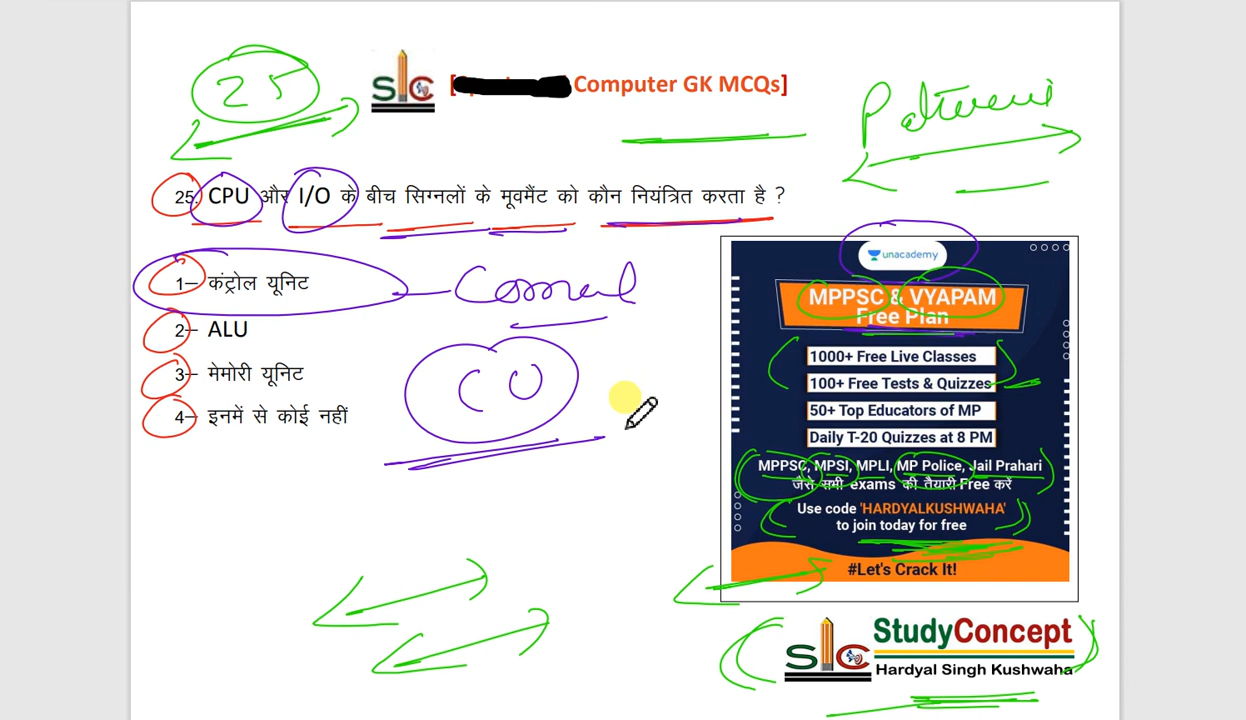 25
SIC
Computer GK MCQs]
25. CPU और I/O के बीच सिग्नलों के मूवमैंट को कौन नियंत्रित करता है ?
1– कंट्रोल यूनिट
2– ALU
3– मेमोरी यूनिट
4– इनमें से कोई नहीं
CU
unacademy
MPPSC & VYAPAM
Free Plan
1000+ Free Live Classes
100+ Free Tests & Quizzes
50+ Top Educators of MP
Daily T-20 Quizzes at 8 PM
MPPSC, MPSI, MPLI, MP Police, Jail Prahari
जैसे सभी exams की तैयारी Free करें
Use code 'HARDYALKUSHWAHA'
to join today for free
#Let's Crack It!
SIC
StudyConcept
Hardyal Singh Kushwaha